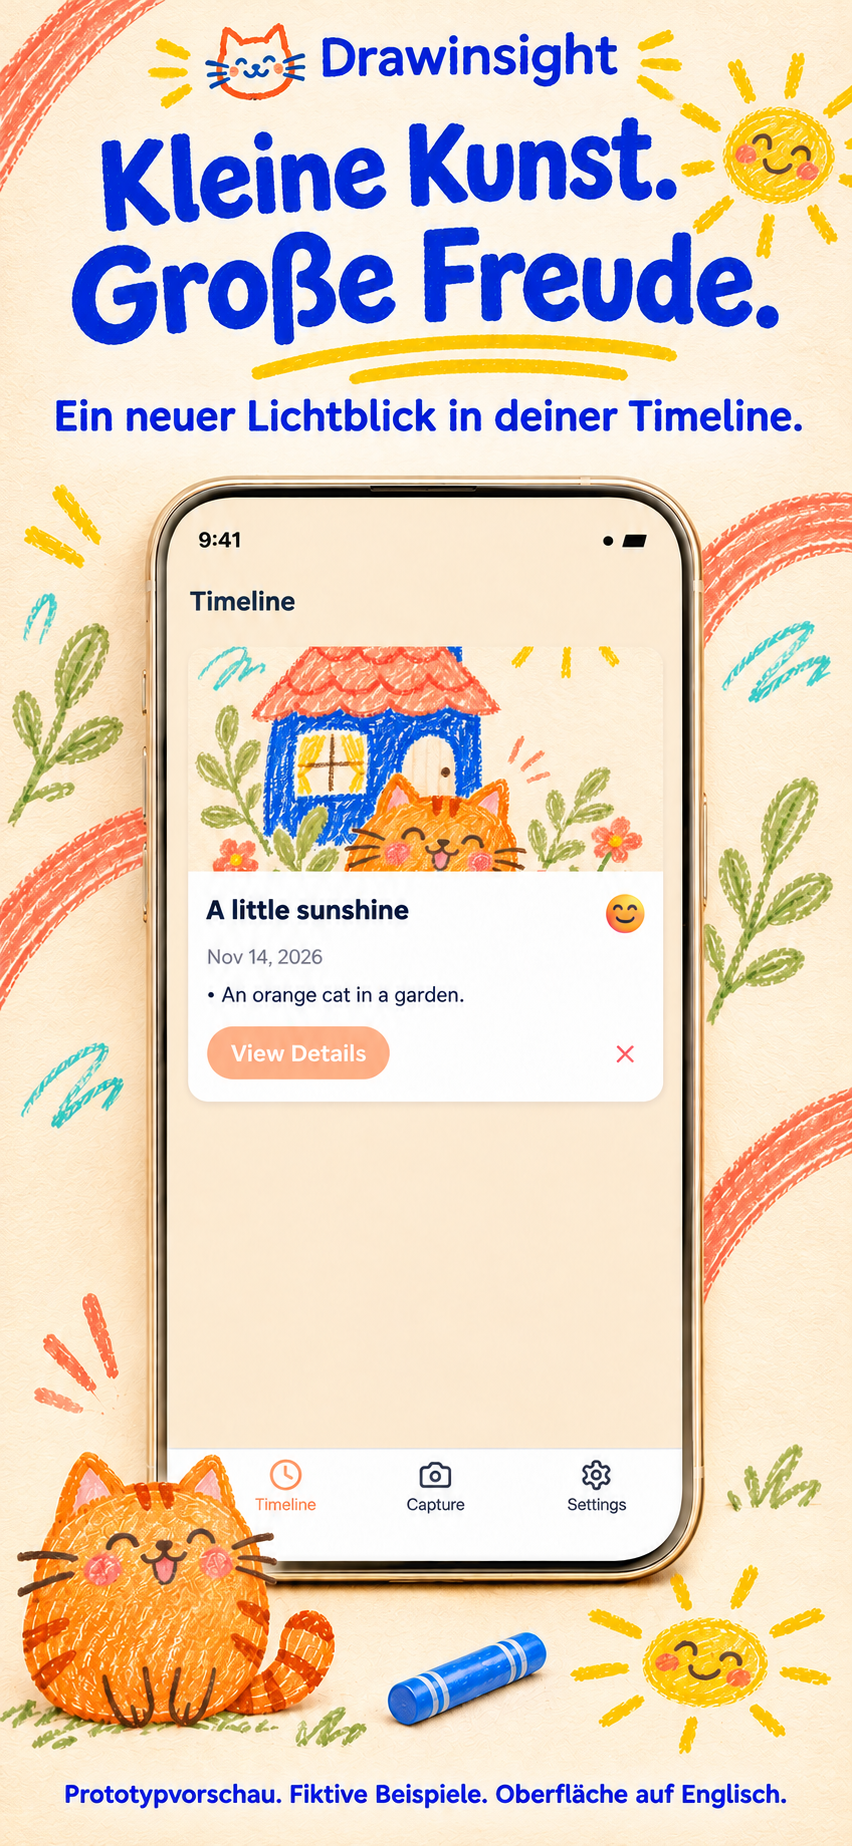 Drawinsight
Kleine Kunst.
Große Freude.
Ein neuer Lichtblick in deiner Timeline.
9:41
Timeline
A little sunshine
Nov 14, 2026
• An orange cat in a garden.
View Details
Timeline Capture Settings
Prototypvorschau. Fiktive Beispiele. Oberfläche auf Englisch.